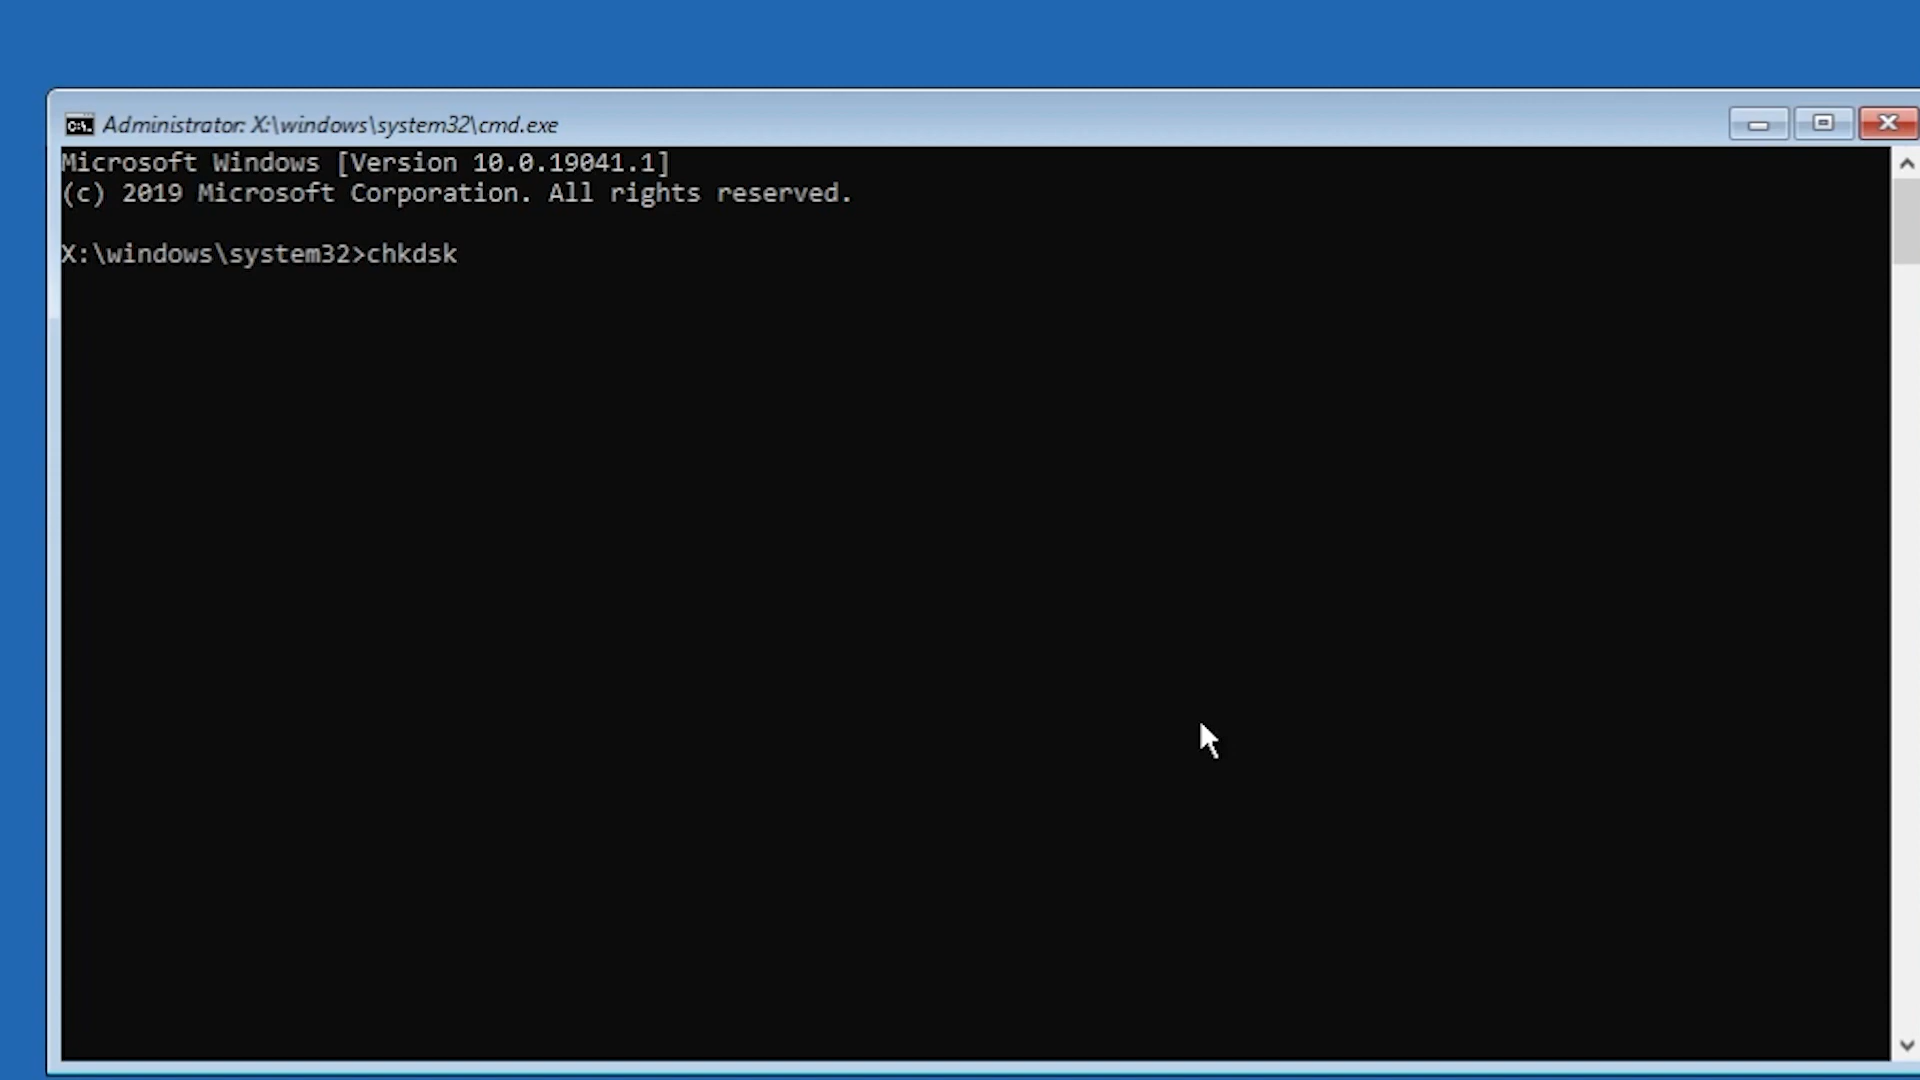 Administrator: X:\windows\system32\cmd.exe
Microsoft Windows [Version 10.0.19041.1]
(c) 2019 Microsoft Corporation. All rights reserved.
X:\windows\system32>chkdsk